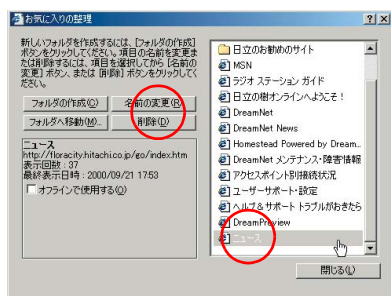 お気に入りの整理
新しいフォルダを作成するには、[フォルダの作成]
ボタンをクリックしてください。項目の名前を変更ま
たは削除するには、項目を選択してから [名前の
変更] ボタン、または [削除] ボタンをクリックしてく
ださい。
フォルダの作成(C)
名前の変更(R)
フォルダへ移動(M)...
削除(D)
ニュース
http://floracity.hitachi.co.jp/go/index.htm
表示回数 : 37
最終表示日時 : 2000/09/21 17:53
オフラインで使用する(O)
日立のお勧めのサイト
MSN
ラジオ ステーション ガイド
日立の樹オンラインへようこそ!
DreamNet
DreamNet News
Homestead Powered by Dream...
DreamNet メンテナンス・障害情報
アクセスポイント別接続状況
ユーザーサポート・設定
ヘルプ&サポート トラブルがおきたら
DreamPreview
ニュース
閉じる(L)